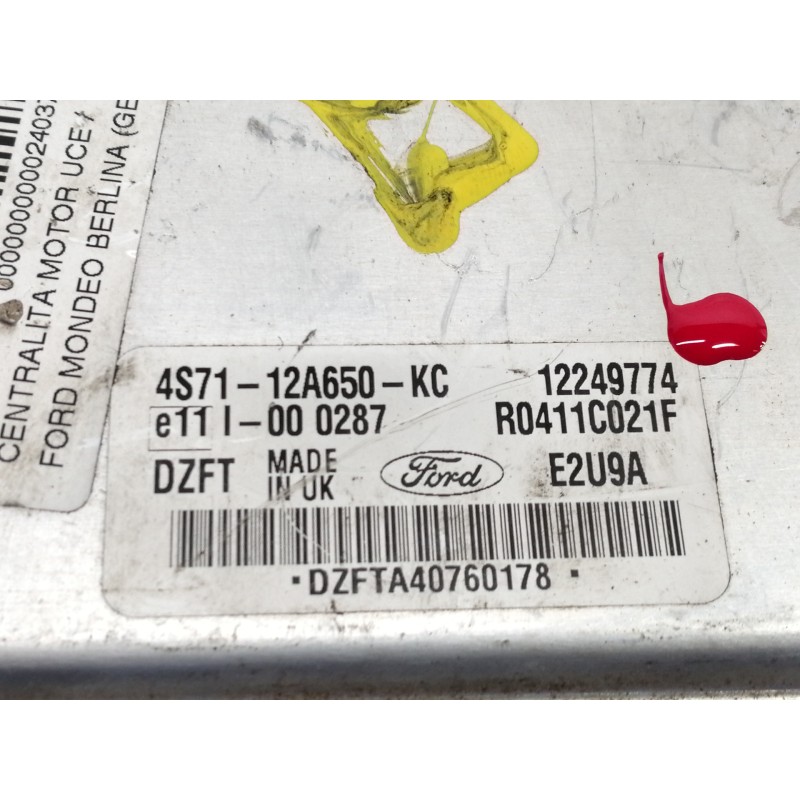 0000000000024037
CENTRALITA MOTOR UCE /
FORD MONDEO BERLINA (GE
4S71-12A650-KC 12249774
e11 I-00 0287 R0411C021F
DZFT MADE IN UK Ford E2U9A
DZFTA40760178